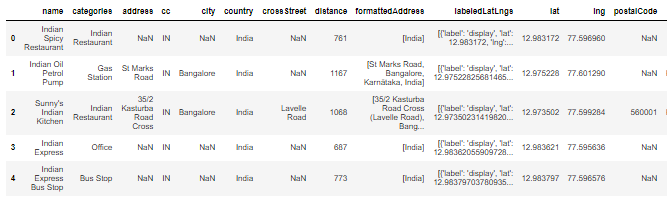 name categories address cc city country crossStreet distance formattedAddress labeledLatLngs lat lng postalCode
0 Indian Spicy Restaurant Indian Restaurant NaN IN NaN India NaN 761 [India] [{'label': 'display', 'lat': 12.983172, 'lng':... 12.983172 77.596960 NaN
1 Indian Oil Petrol Pump Gas Station St Marks Road IN Bangalore India NaN 1167 [St Marks Road, Bangalore, Karnātaka, India] [{'label': 'display', 'lat': 12.97522825681465... 12.975228 77.601290 NaN
2 Sunny's Indian Kitchen Indian Restaurant 35/2 Kasturba Road Cross IN Bangalore India Lavelle Road 1068 [35/2 Kasturba Road Cross (Lavelle Road), Bang... [{'label': 'display', 'lat': 12.97350231419820... 12.973502 77.599284 560001
3 Indian Express Office NaN IN NaN India NaN 687 [India] [{'label': 'display', 'lat': 12.98362055909728... 12.983621 77.595636 NaN
4 Indian Express Bus Stop Bus Stop NaN IN NaN India NaN 773 [India] [{'label': 'display', 'lat': 12.98379703780935... 12.983797 77.596576 NaN